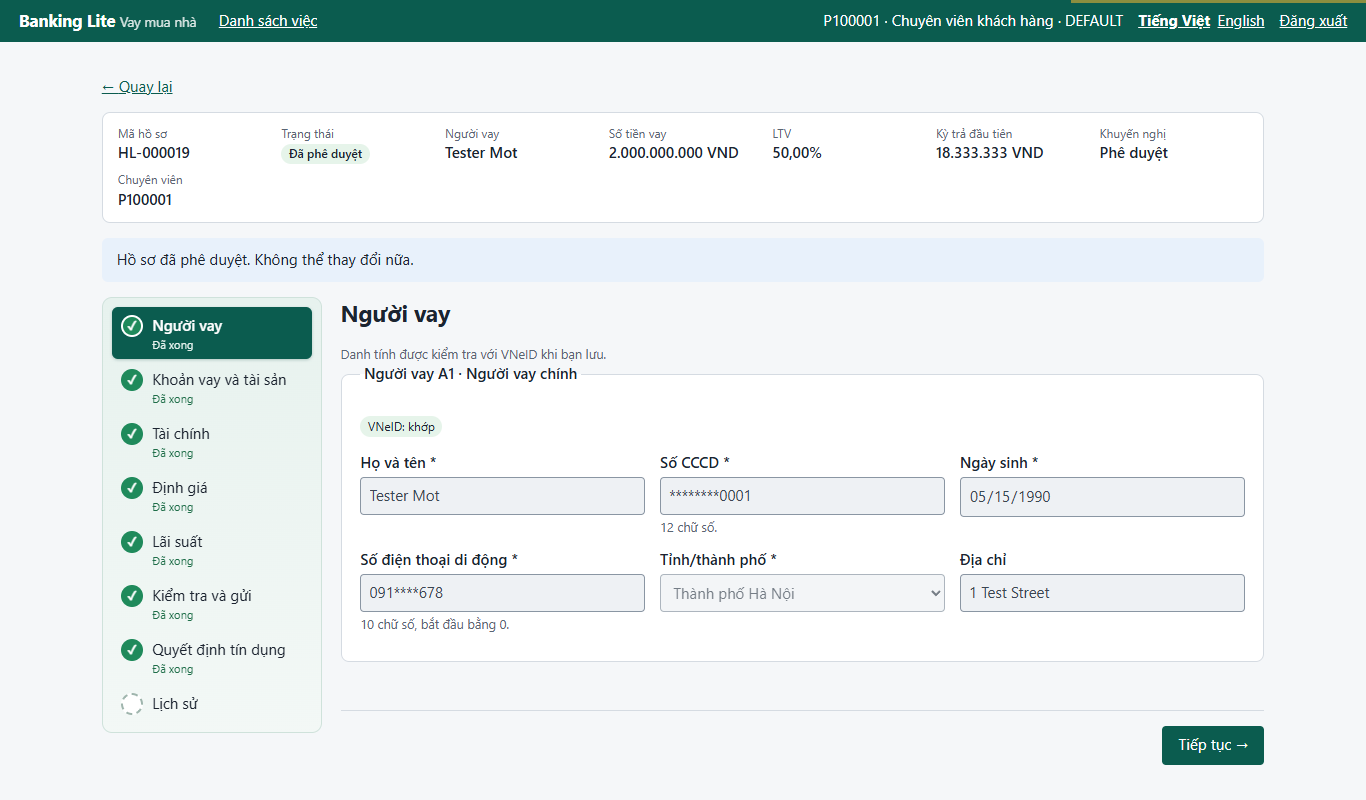 Banking Lite Vay mua nhà Danh sách việc P100001 · Chuyên viên khách hàng · DEFAULT Tiếng Việt English Đăng xuất
← Quay lại
Mã hồ sơ Trạng thái Người vay Số tiền vay LTV Kỳ trả đầu tiên Khuyến nghị
HL-000019 Đã phê duyệt Tester Mot 2.000.000.000 VND 50,00% 18.333.333 VND Phê duyệt
Chuyên viên
P100001
Hồ sơ đã phê duyệt. Không thể thay đổi nữa.
Người vay
Đã xong
Khoản vay và tài sản
Đã xong
Tài chính
Đã xong
Định giá
Đã xong
Lãi suất
Đã xong
Kiểm tra và gửi
Đã xong
Quyết định tín dụng
Đã xong
Lịch sử
Người vay
Danh tính được kiểm tra với VNeID khi bạn lưu.
Người vay A1 · Người vay chính
VNeID: khớp
Họ và tên * Số CCCD * Ngày sinh *
Tester Mot ********0001 05/15/1990
12 chữ số.
Số điện thoại di động * Tỉnh/thành phố * Địa chỉ
091****678 Thành phố Hà Nội 1 Test Street
10 chữ số, bắt đầu bằng 0.
Tiếp tục →